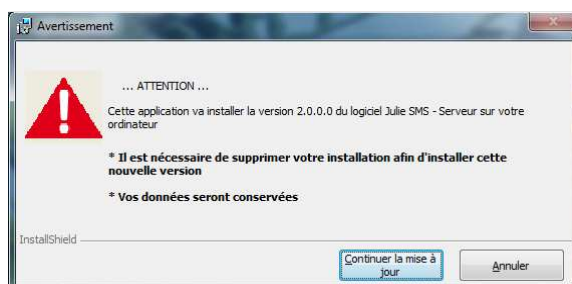 Avertissement
... ATTENTION ...
Cette application va installer la version 2.0.0.0 du logiciel Julie SMS - Serveur sur votre
ordinateur
* Il est nécessaire de supprimer votre installation afin d'installer cette
nouvelle version
* Vos données seront conservées
InstallShield
Continuer la mise à
jour
Annuler